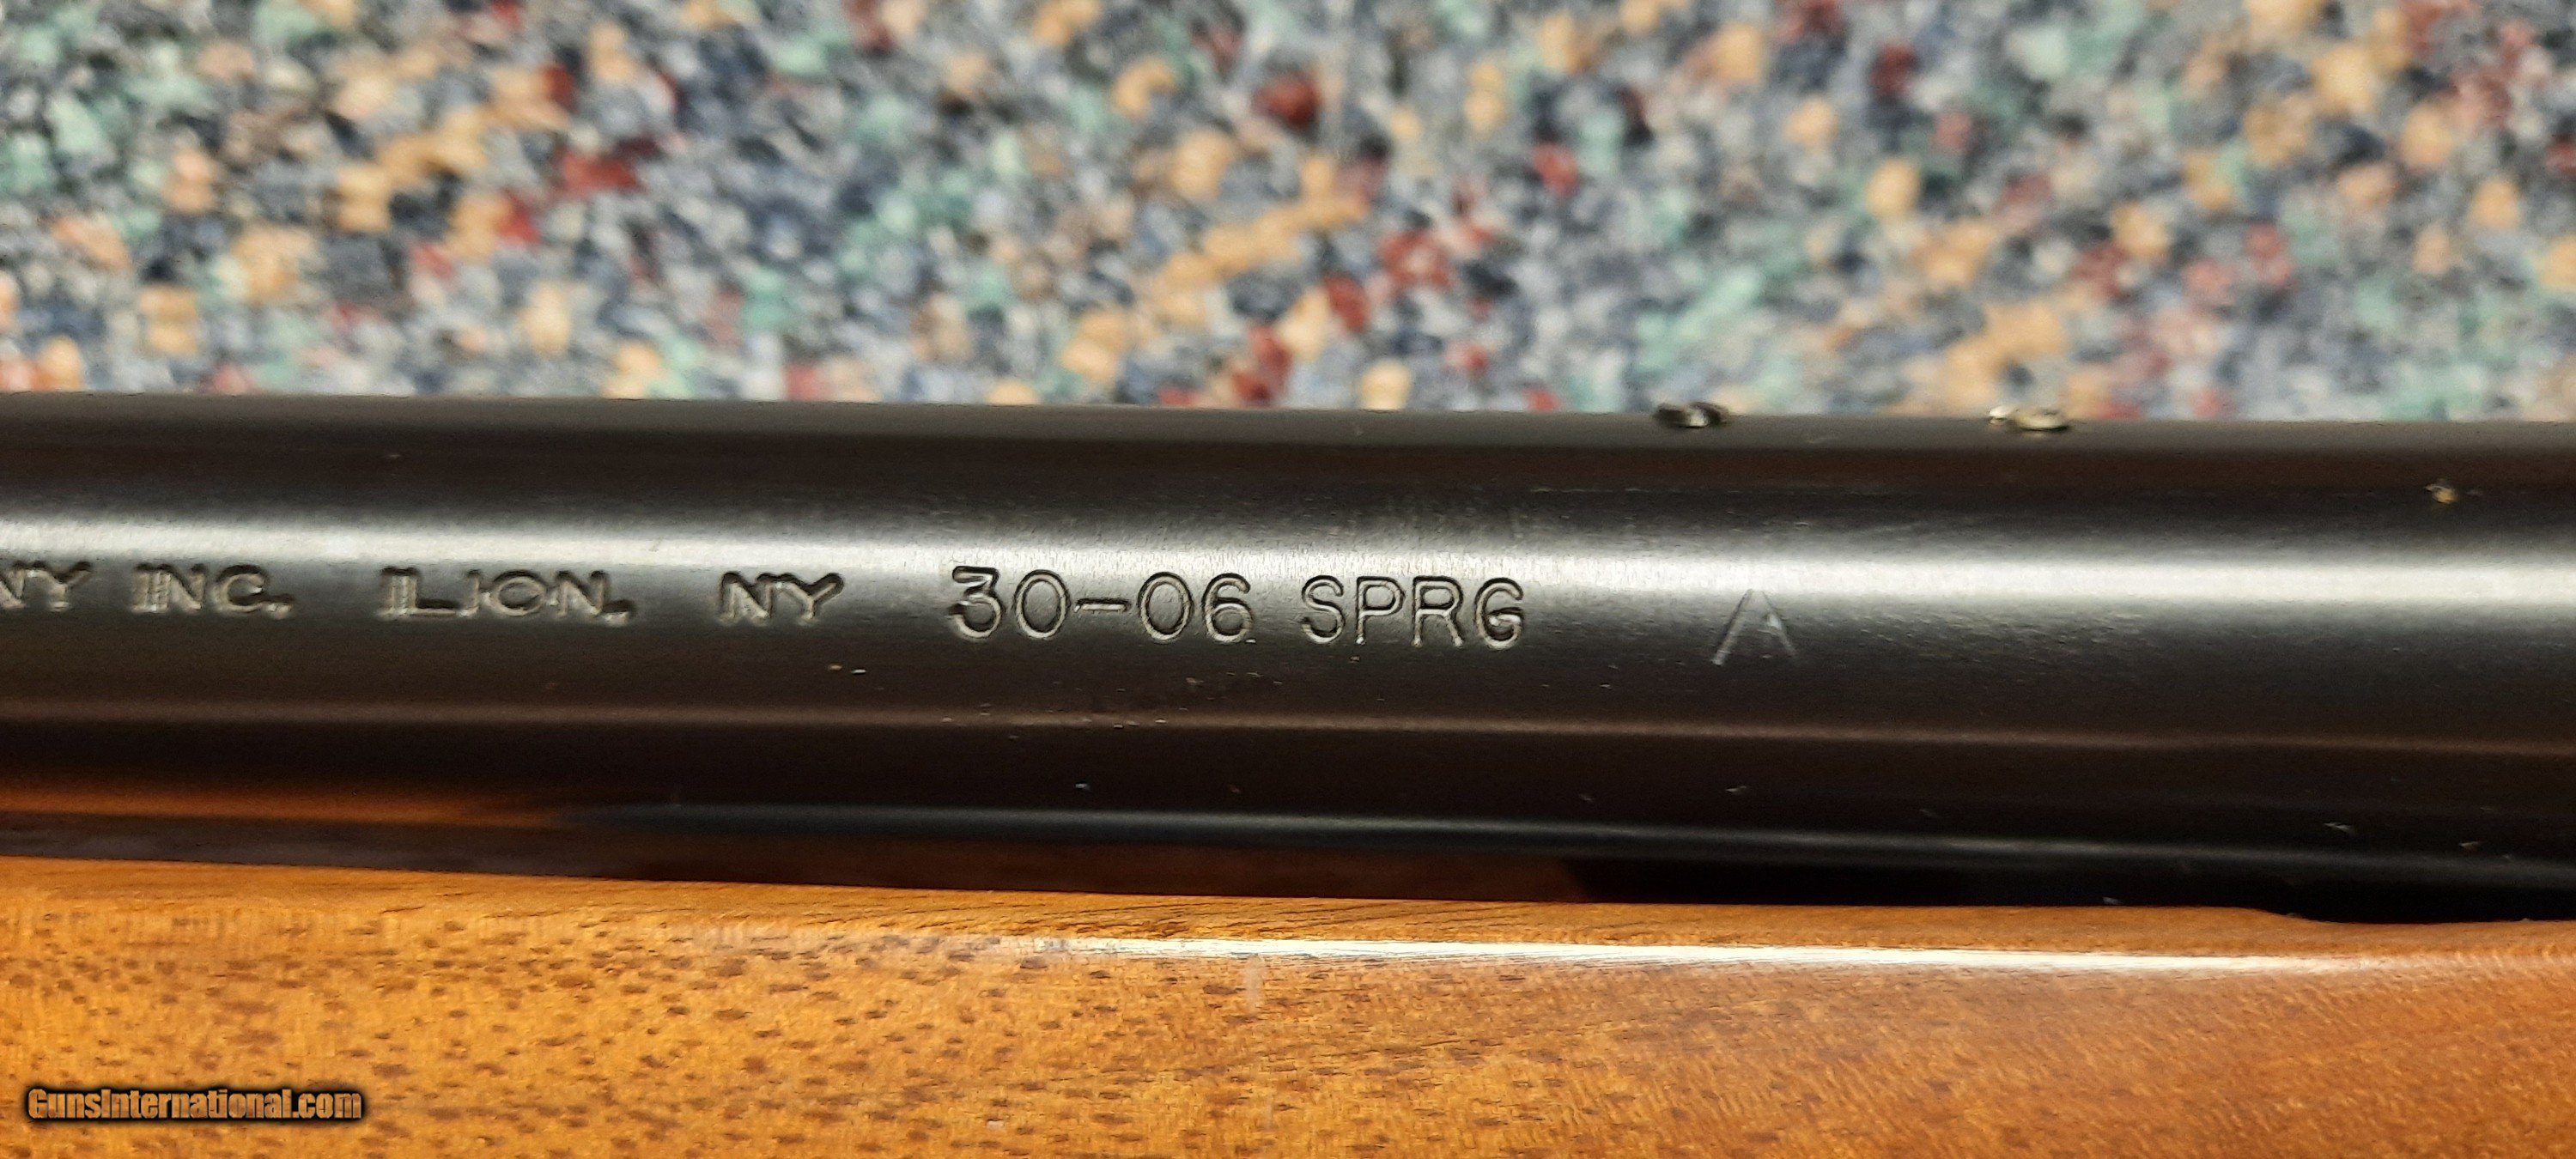 NY INC. ILION, NY 30-06 SPRG A
GunsInternational.com